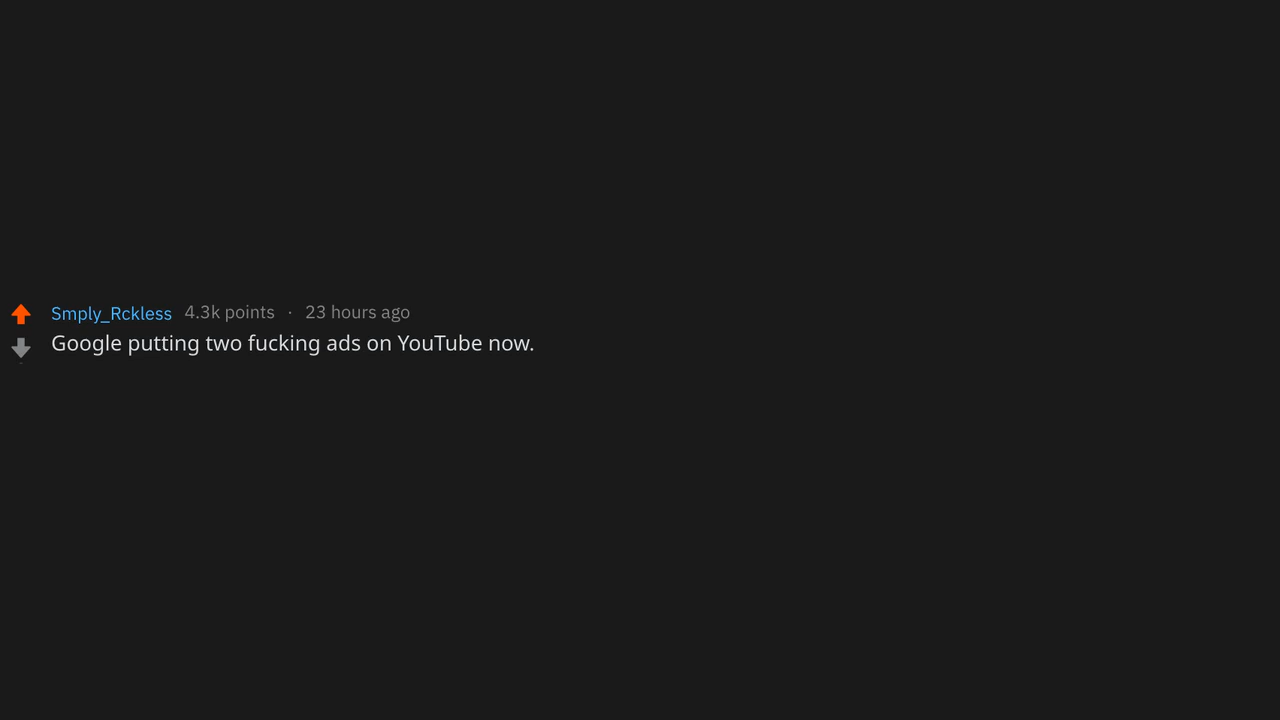 Smply_Rckless 4.3k points · 23 hours ago
Google putting two fucking ads on YouTube now.